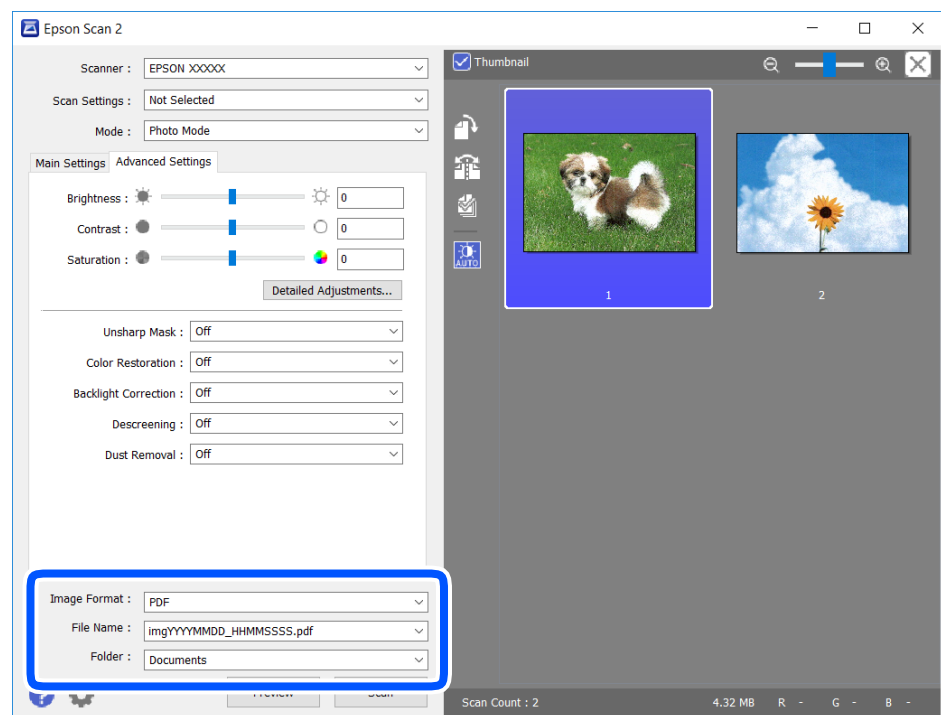 Epson Scan 2
Scanner : EPSON XXXXX
Scan Settings : Not Selected
Mode : Photo Mode
Main Settings Advanced Settings
Brightness : 0
Contrast : 0
Saturation : 0
Detailed Adjustments...
Unsharp Mask : Off
Color Restoration : Off
Backlight Correction : Off
Descreening : Off
Dust Removal : Off
Image Format : PDF
File Name : imgYYYYMMDD_HHMMSSSS.pdf
Folder : Documents
Preview Scan
Thumbnail
AUTO
1
2
Scan Count : 2 4.32 MB R - G - B -